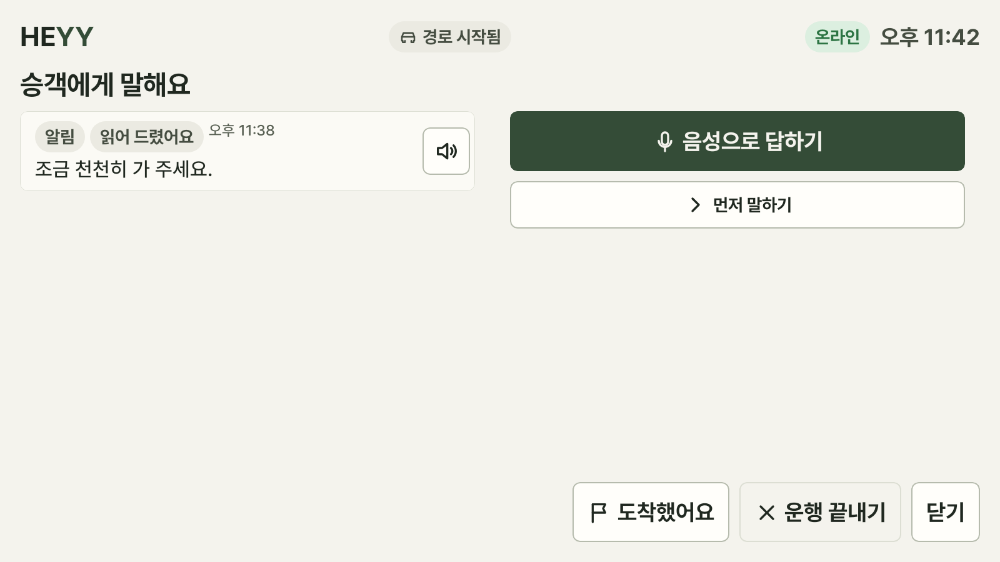 HEYY
경로 시작됨
온라인 오후 11:42
승객에게 말해요
알림 읽어 드렸어요 오후 11:38
조금 천천히 가 주세요.
음성으로 답하기
먼저 말하기
도착했어요
운행 끝내기
닫기